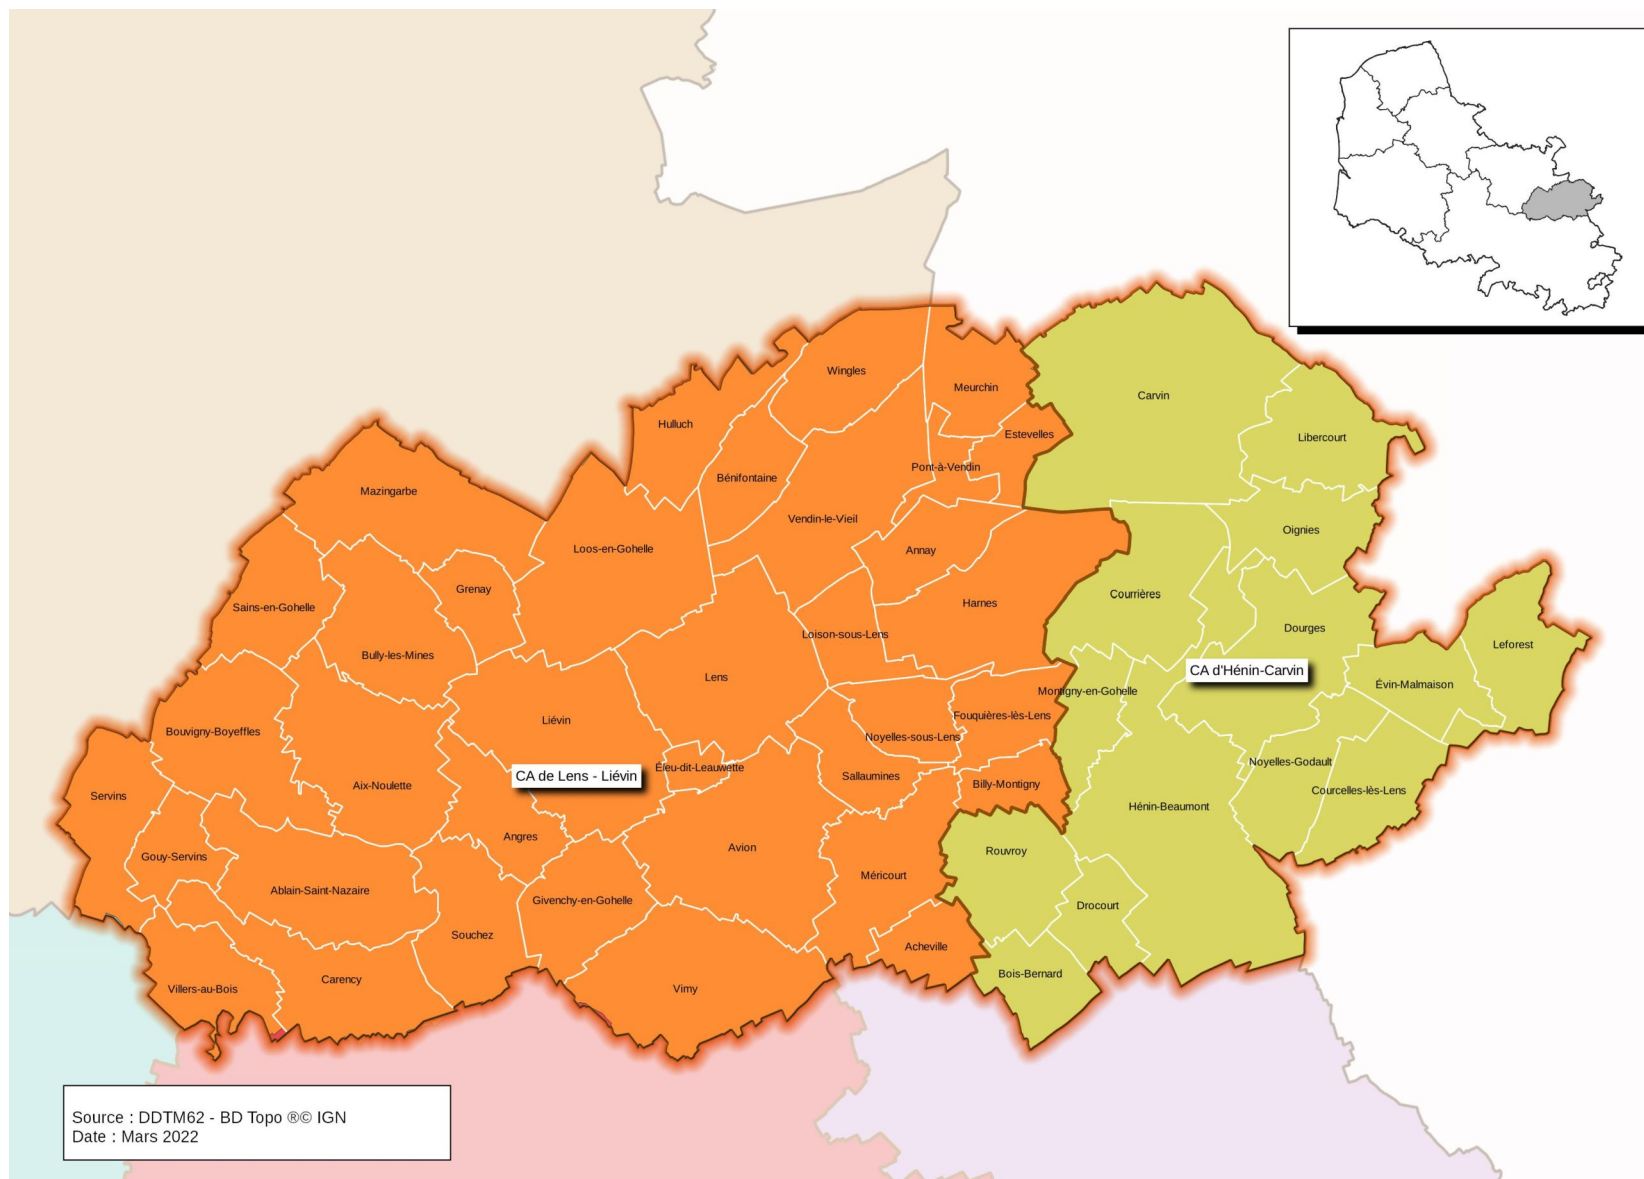 Wingles
Meurchin
Carvin
Hulluch
Estevelles
Libercourt
Pont-à-Vendin
Bénifontaine
Mazingarbe
Vendin-le-Vieil
Oignies
Loos-en-Gohelle
Annay
Grenay
Courrières
Harnes
Sains-en-Gohelle
Dourges
Loison-sous-Lens
Leforest
Bully-les-Mines
CA d'Hénin-Carvin
Lens
Évin-Malmaison
Montigny-en-Gohelle
Fouquières-lès-Lens
Liévin
Bouvigny-Boyeffles
Noyelles-sous-Lens
Noyelles-Godault
Éleu-dit-Leauwette
CA de Lens - Liévin
Sallaumines
Billy-Montigny
Aix-Noulette
Courcelles-lès-Lens
Servins
Hénin-Beaumont
Angres
Avion
Rouvroy
Gouy-Servins
Méricourt
Ablain-Saint-Nazaire
Givenchy-en-Gohelle
Drocourt
Souchez
Acheville
Bois-Bernard
Carency
Villers-au-Bois
Vimy
Source : DDTM62 - BD Topo ®© IGN
Date : Mars 2022